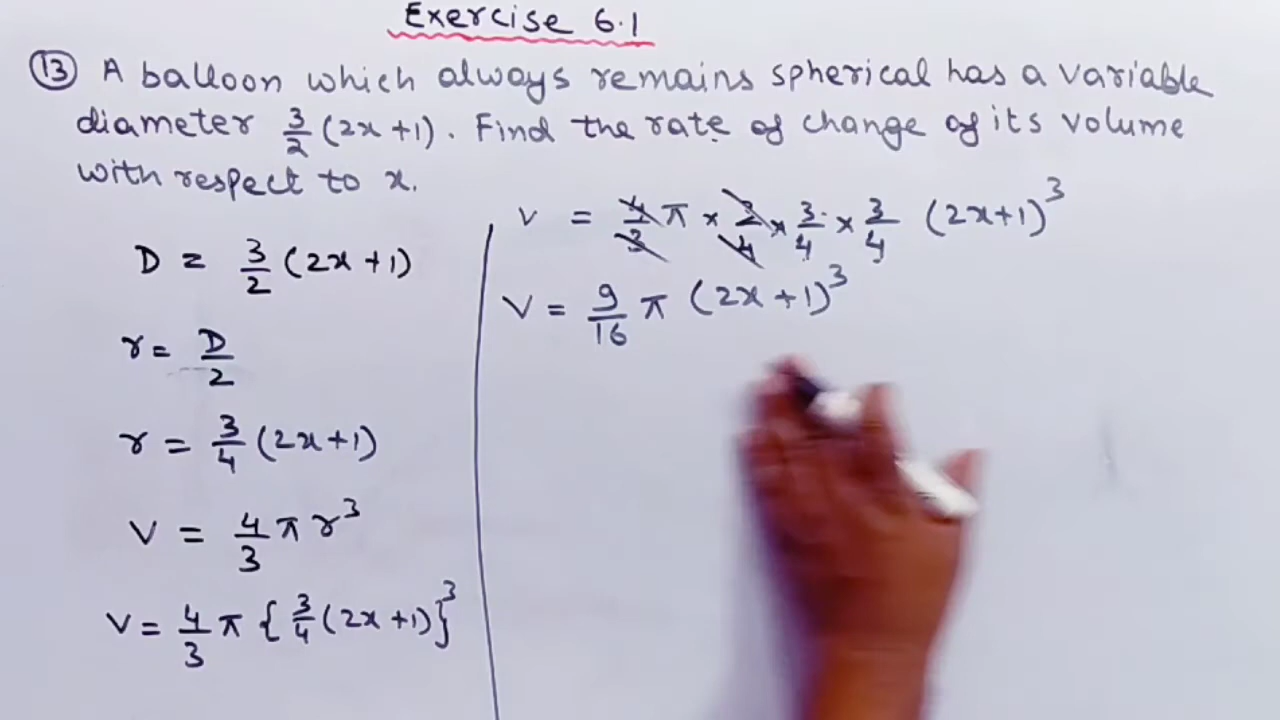 Exercise 6.1
(13) A balloon which always remains spherical has a variable
diameter 3/2 (2x+1). Find the rate of change of its volume
with respect to x.
D = 3/2 (2x+1)
r = D/2
r = 3/4 (2x+1)
V = 4/3 π r³
V = 4/3 π { 3/4 (2x+1)}³
V = 4/3 π × 3/4 × 3/4 × 3/4 (2x+1)³
V = 9/16 π (2x+1)³